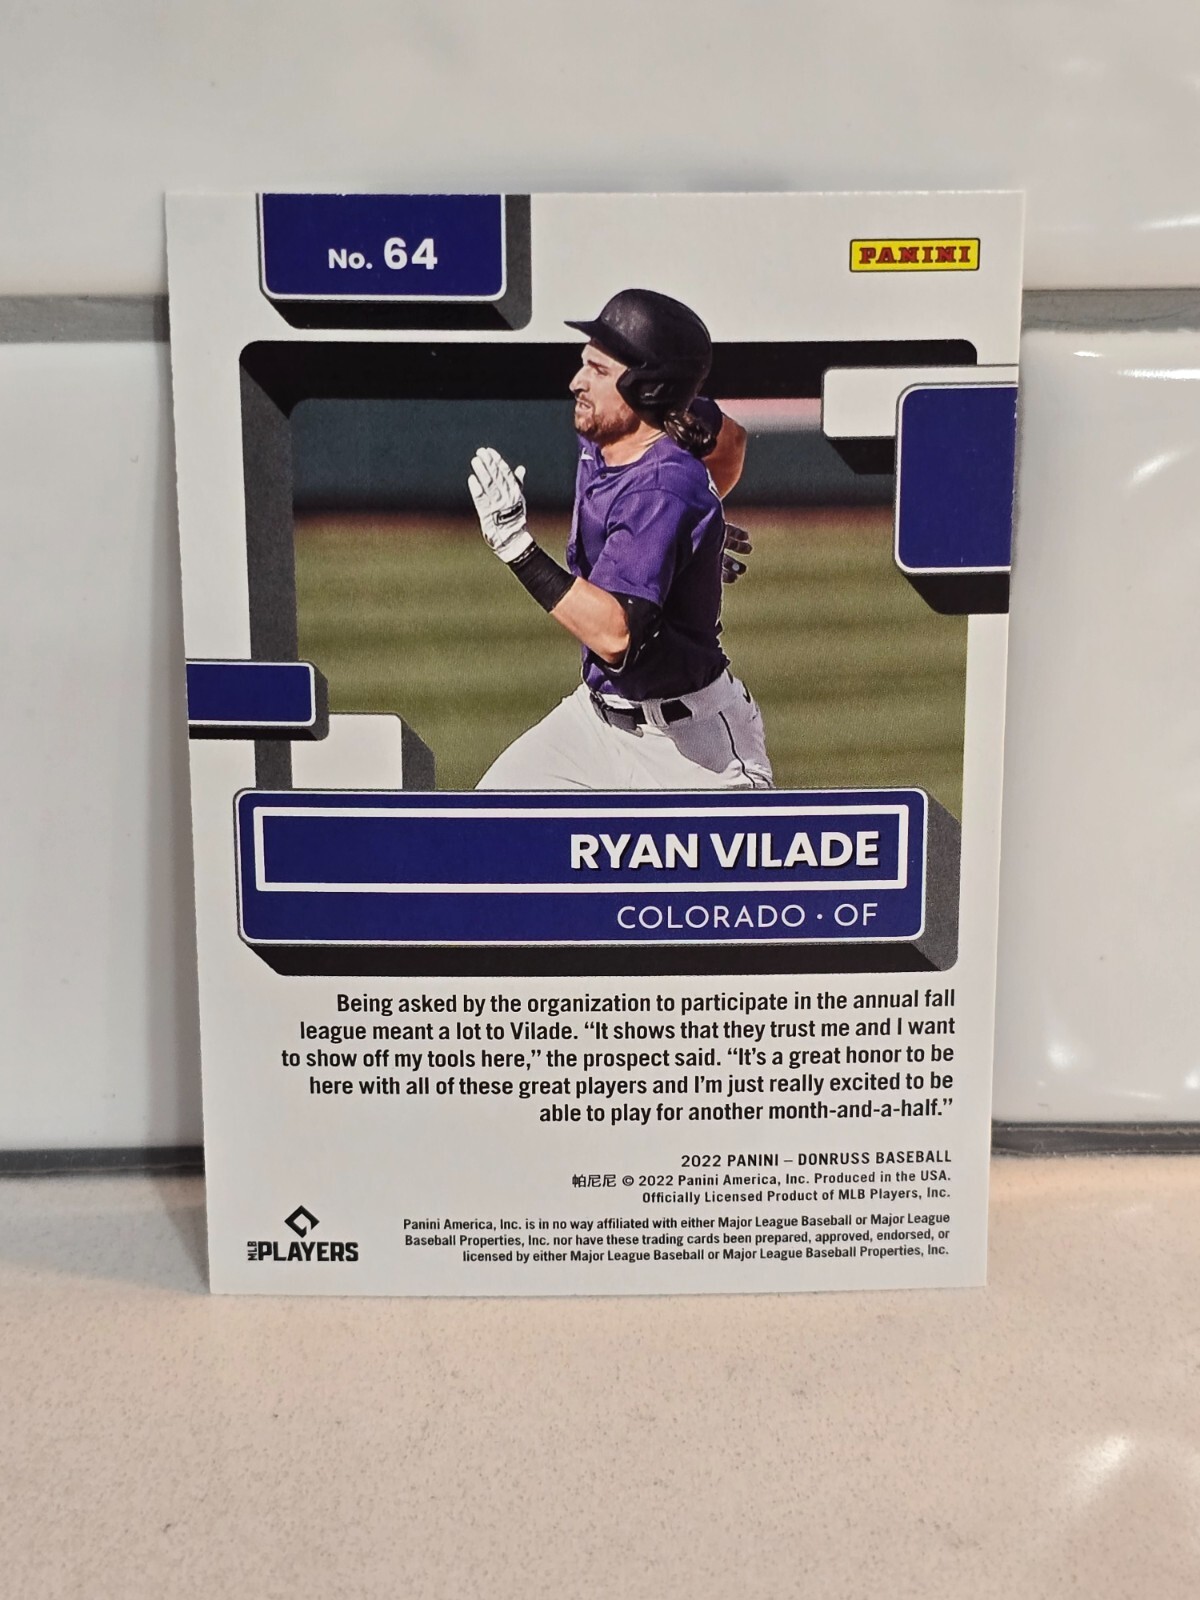 No. 64
PANINI
RYAN VILADE
COLORADO · OF
Being asked by the organization to participate in the annual fall
league meant a lot to Vilade. “It shows that they trust me and I want
to show off my tools here,” the prospect said. “It’s a great honor to be
here with all of these great players and I’m just really excited to be
able to play for another month-and-a-half.”
2022 PANINI – DONRUSS BASEBALL
帕尼尼 © 2022 Panini America, Inc. Produced in the USA.
Officially Licensed Product of MLB Players, Inc.
MLB PLAYERS
Panini America, Inc. is in no way affiliated with either Major League Baseball or Major League
Baseball Properties, Inc. nor have these trading cards been prepared, approved, endorsed, or
licensed by either Major League Baseball or Major League Baseball Properties, Inc.